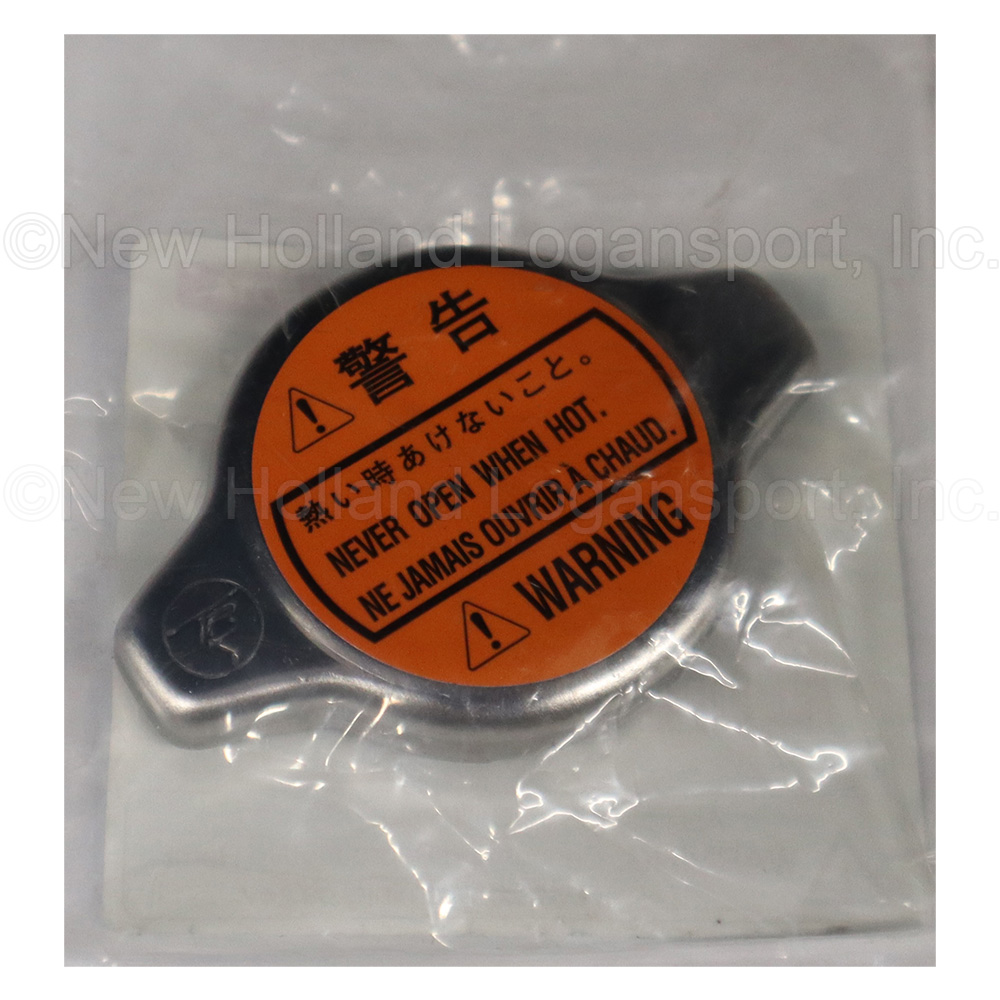 ©New Holland Logansport, Inc.
警告
熱い時あけないこと。
NEVER OPEN WHEN HOT.
NE JAMAIS OUVRIR À CHAUD.
WARNING
©New Holland Logansport, Inc.